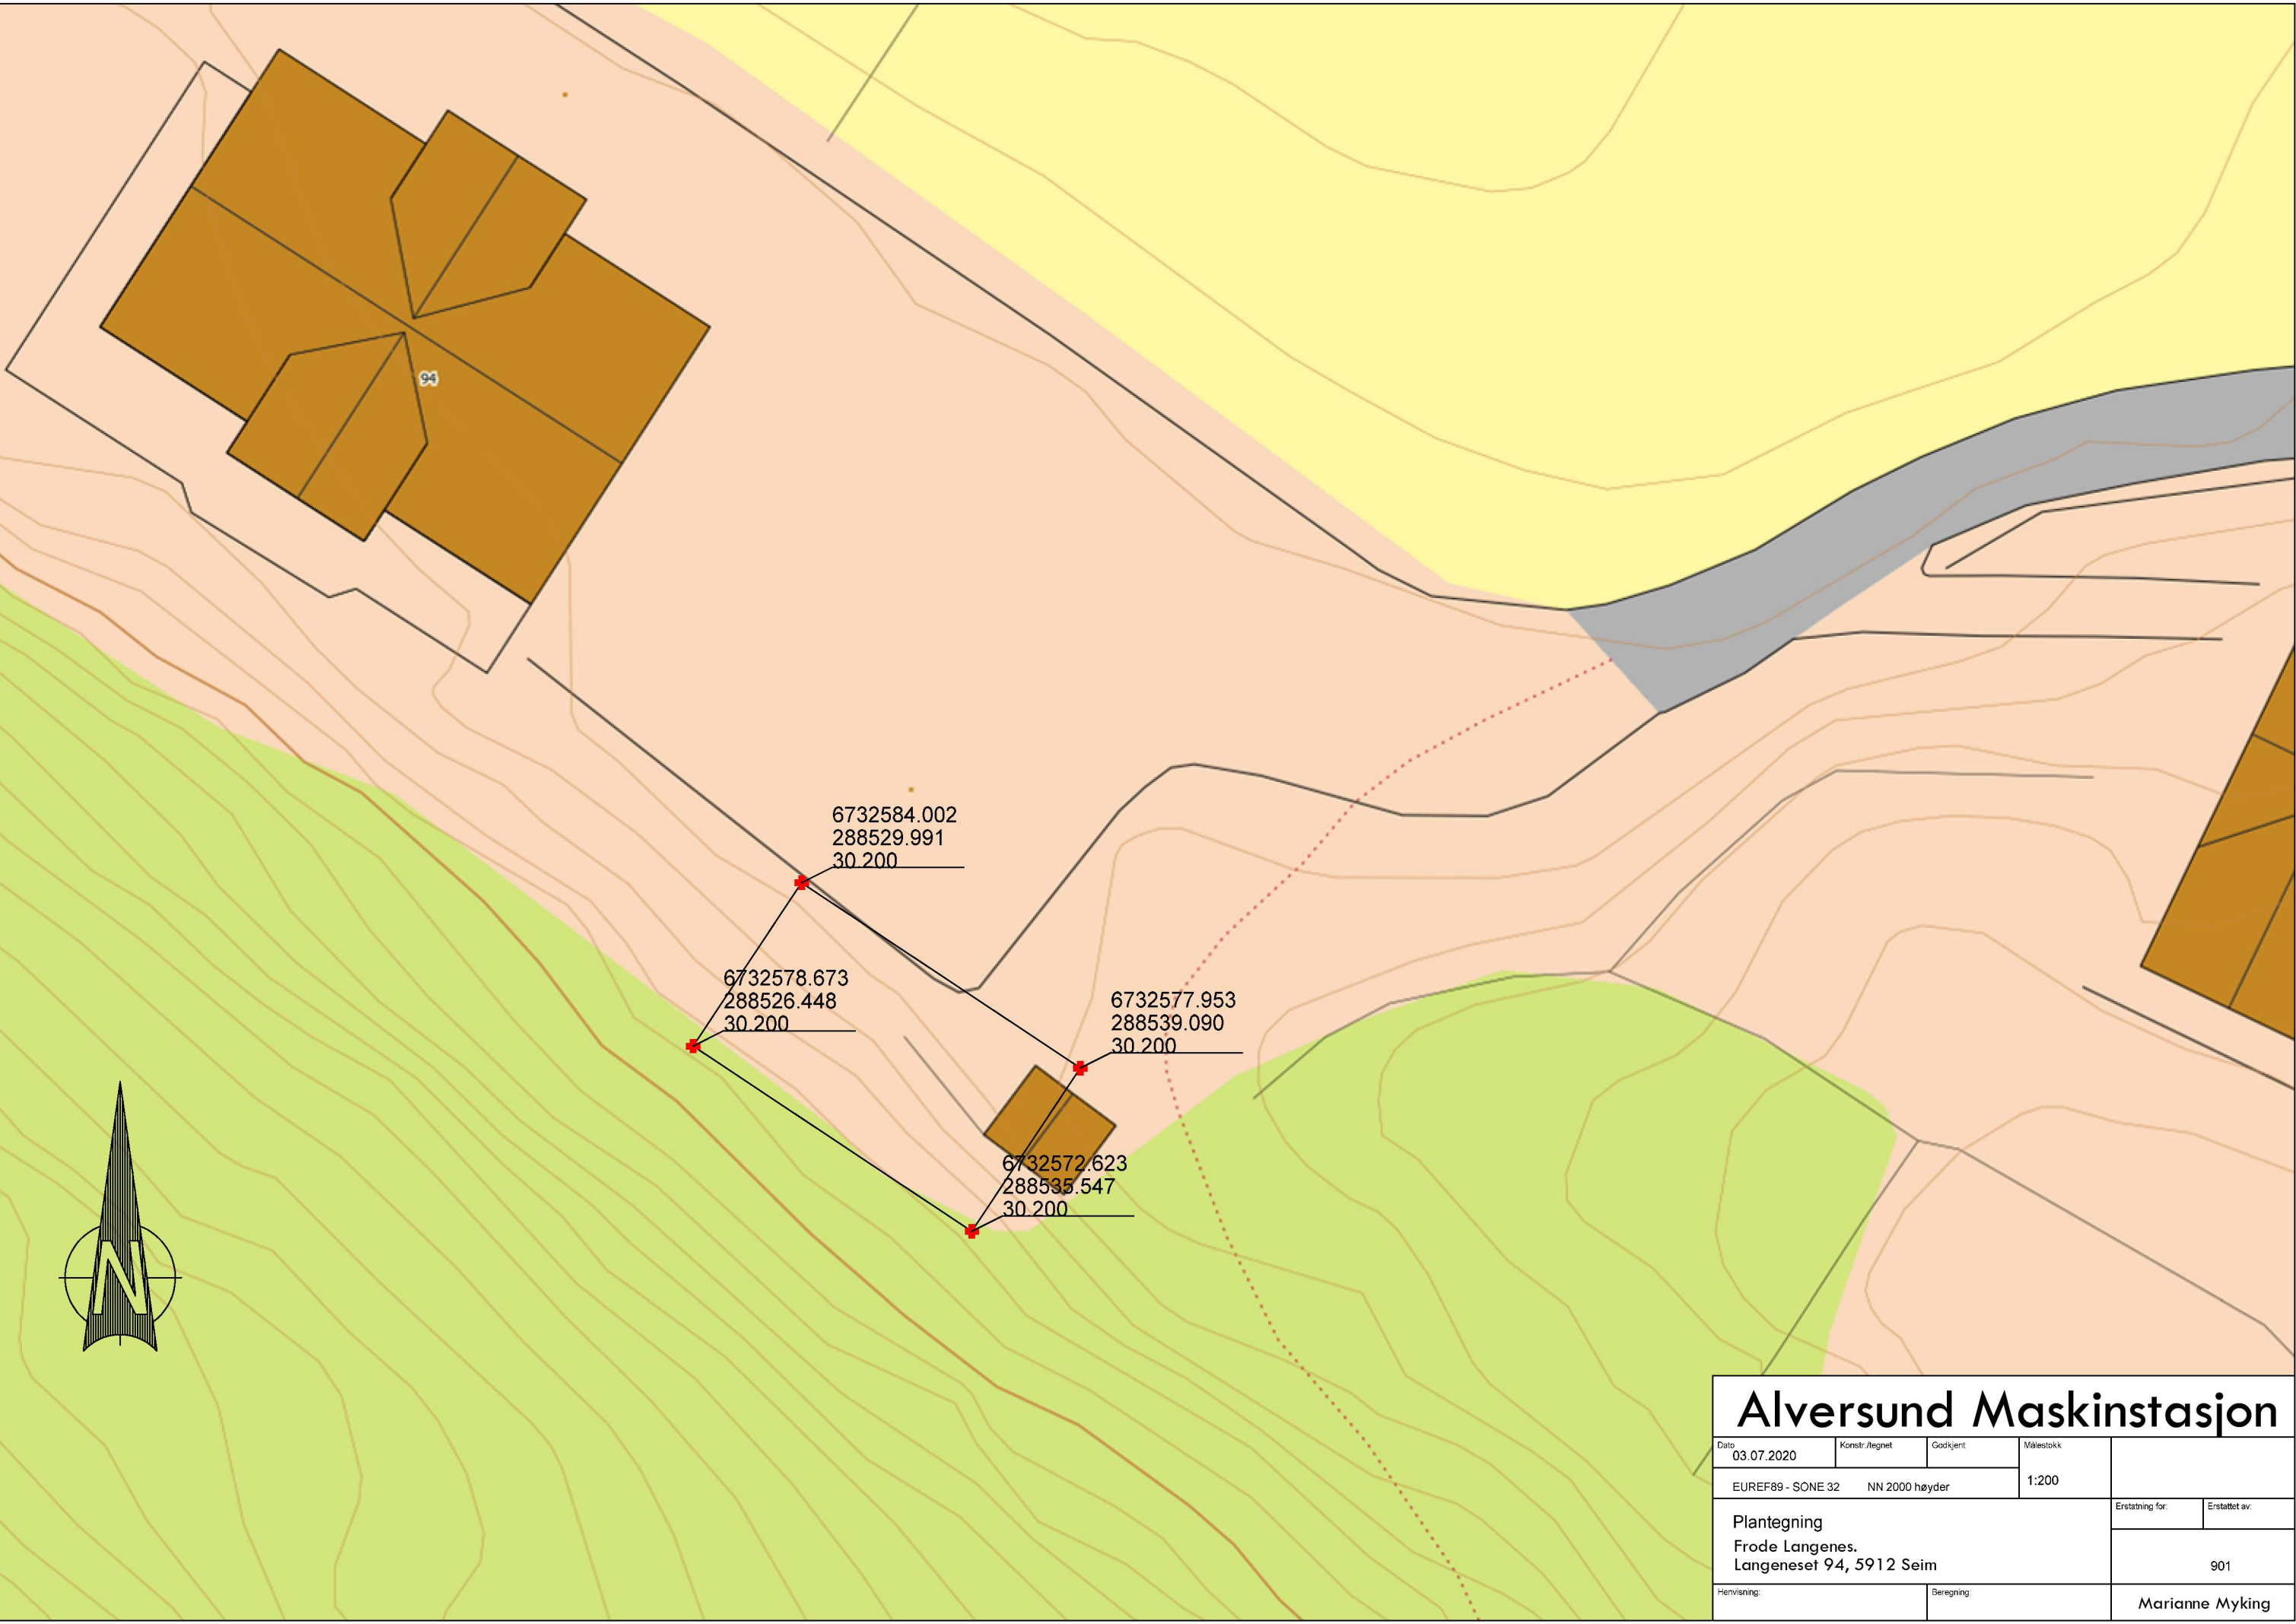 94
6732584.002
288529.991
30.200
6732578.673
288526.448
30.200
6732577.953
288539.090
30.200
6732572.623
288535.547
30.200
N
Alversund Maskinstasjon
Dato 03.07.2020
Konstr./tegnet
Godkjent
Målestokk
1:200
EUREF89 - SONE 32 NN 2000 høyder
Erstatning for:
Erstattet av:
Plantegning
Frode Langenes.
Langeneset 94, 5912 Seim
901
Henvisning:
Beregning:
Marianne Myking